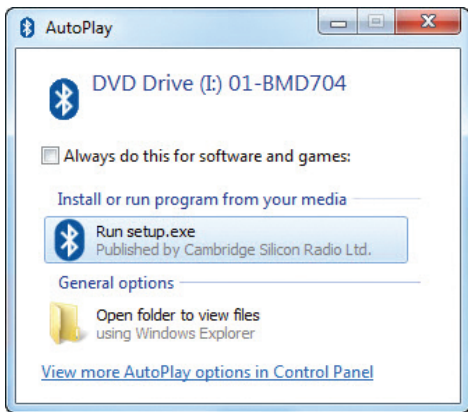 AutoPlay
DVD Drive (I:) 01-BMD704
Always do this for software and games:
Install or run program from your media
Run setup.exe
Published by Cambridge Silicon Radio Ltd.
General options
Open folder to view files
using Windows Explorer
View more AutoPlay options in Control Panel